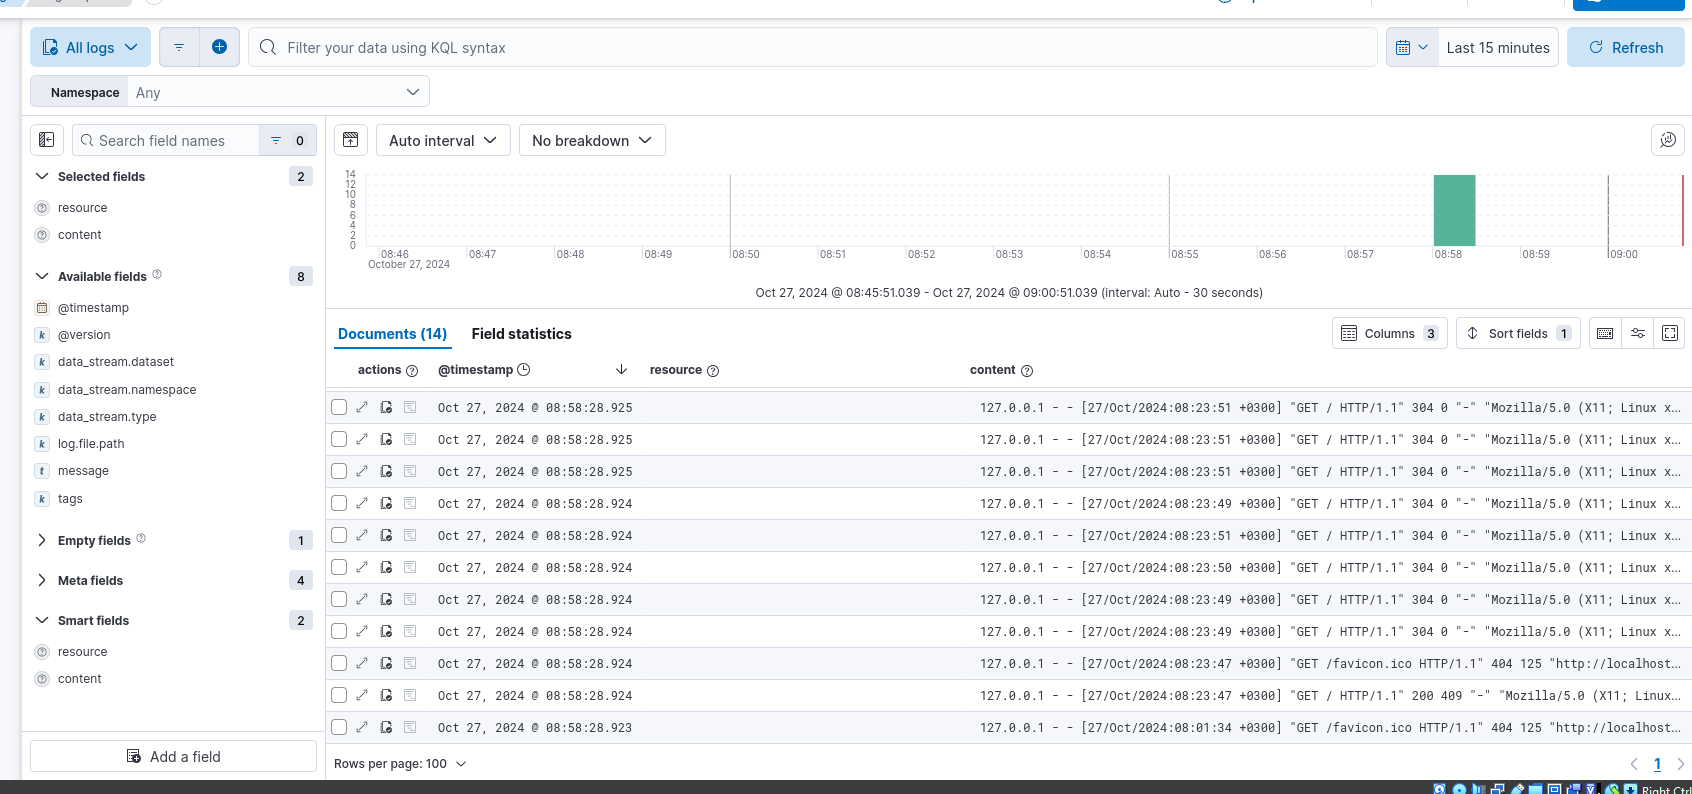 All logs
Filter your data using KQL syntax
Last 15 minutes
Refresh
Namespace
Any
Search field names
0
Auto interval
No breakdown
Selected fields
2
resource
content
Available fields
8
@timestamp
@version
data_stream.dataset
data_stream.namespace
data_stream.type
log.file.path
message
tags
Empty fields
1
Meta fields
4
Smart fields
2
resource
content
Add a field
14
12
10
8
6
4
2
0
08:46 08:47 08:48 08:49 08:50 08:51 08:52 08:53 08:54 08:55 08:56 08:57 08:58 08:59 09:00
October 27, 2024
Oct 27, 2024 @ 08:45:51.039 - Oct 27, 2024 @ 09:00:51.039 (interval: Auto - 30 seconds)
Documents (14) Field statistics
Columns 3 Sort fields 1
actions @timestamp resource content
Oct 27, 2024 @ 08:58:28.925 127.0.0.1 - - [27/Oct/2024:08:23:51 +0300] "GET / HTTP/1.1" 304 0 "-" "Mozilla/5.0 (X11; Linux x…
Oct 27, 2024 @ 08:58:28.925 127.0.0.1 - - [27/Oct/2024:08:23:51 +0300] "GET / HTTP/1.1" 304 0 "-" "Mozilla/5.0 (X11; Linux x…
Oct 27, 2024 @ 08:58:28.925 127.0.0.1 - - [27/Oct/2024:08:23:51 +0300] "GET / HTTP/1.1" 304 0 "-" "Mozilla/5.0 (X11; Linux x…
Oct 27, 2024 @ 08:58:28.924 127.0.0.1 - - [27/Oct/2024:08:23:49 +0300] "GET / HTTP/1.1" 304 0 "-" "Mozilla/5.0 (X11; Linux x…
Oct 27, 2024 @ 08:58:28.924 127.0.0.1 - - [27/Oct/2024:08:23:51 +0300] "GET / HTTP/1.1" 304 0 "-" "Mozilla/5.0 (X11; Linux x…
Oct 27, 2024 @ 08:58:28.924 127.0.0.1 - - [27/Oct/2024:08:23:50 +0300] "GET / HTTP/1.1" 304 0 "-" "Mozilla/5.0 (X11; Linux x…
Oct 27, 2024 @ 08:58:28.924 127.0.0.1 - - [27/Oct/2024:08:23:49 +0300] "GET / HTTP/1.1" 304 0 "-" "Mozilla/5.0 (X11; Linux x…
Oct 27, 2024 @ 08:58:28.924 127.0.0.1 - - [27/Oct/2024:08:23:49 +0300] "GET / HTTP/1.1" 304 0 "-" "Mozilla/5.0 (X11; Linux x…
Oct 27, 2024 @ 08:58:28.924 127.0.0.1 - - [27/Oct/2024:08:23:47 +0300] "GET /favicon.ico HTTP/1.1" 404 125 "http://localhost…
Oct 27, 2024 @ 08:58:28.924 127.0.0.1 - - [27/Oct/2024:08:23:47 +0300] "GET / HTTP/1.1" 200 409 "-" "Mozilla/5.0 (X11; Linux…
Oct 27, 2024 @ 08:58:28.923 127.0.0.1 - - [27/Oct/2024:08:01:34 +0300] "GET /favicon.ico HTTP/1.1" 404 125 "http://localhost…
Rows per page: 100
1
Right Ctrl